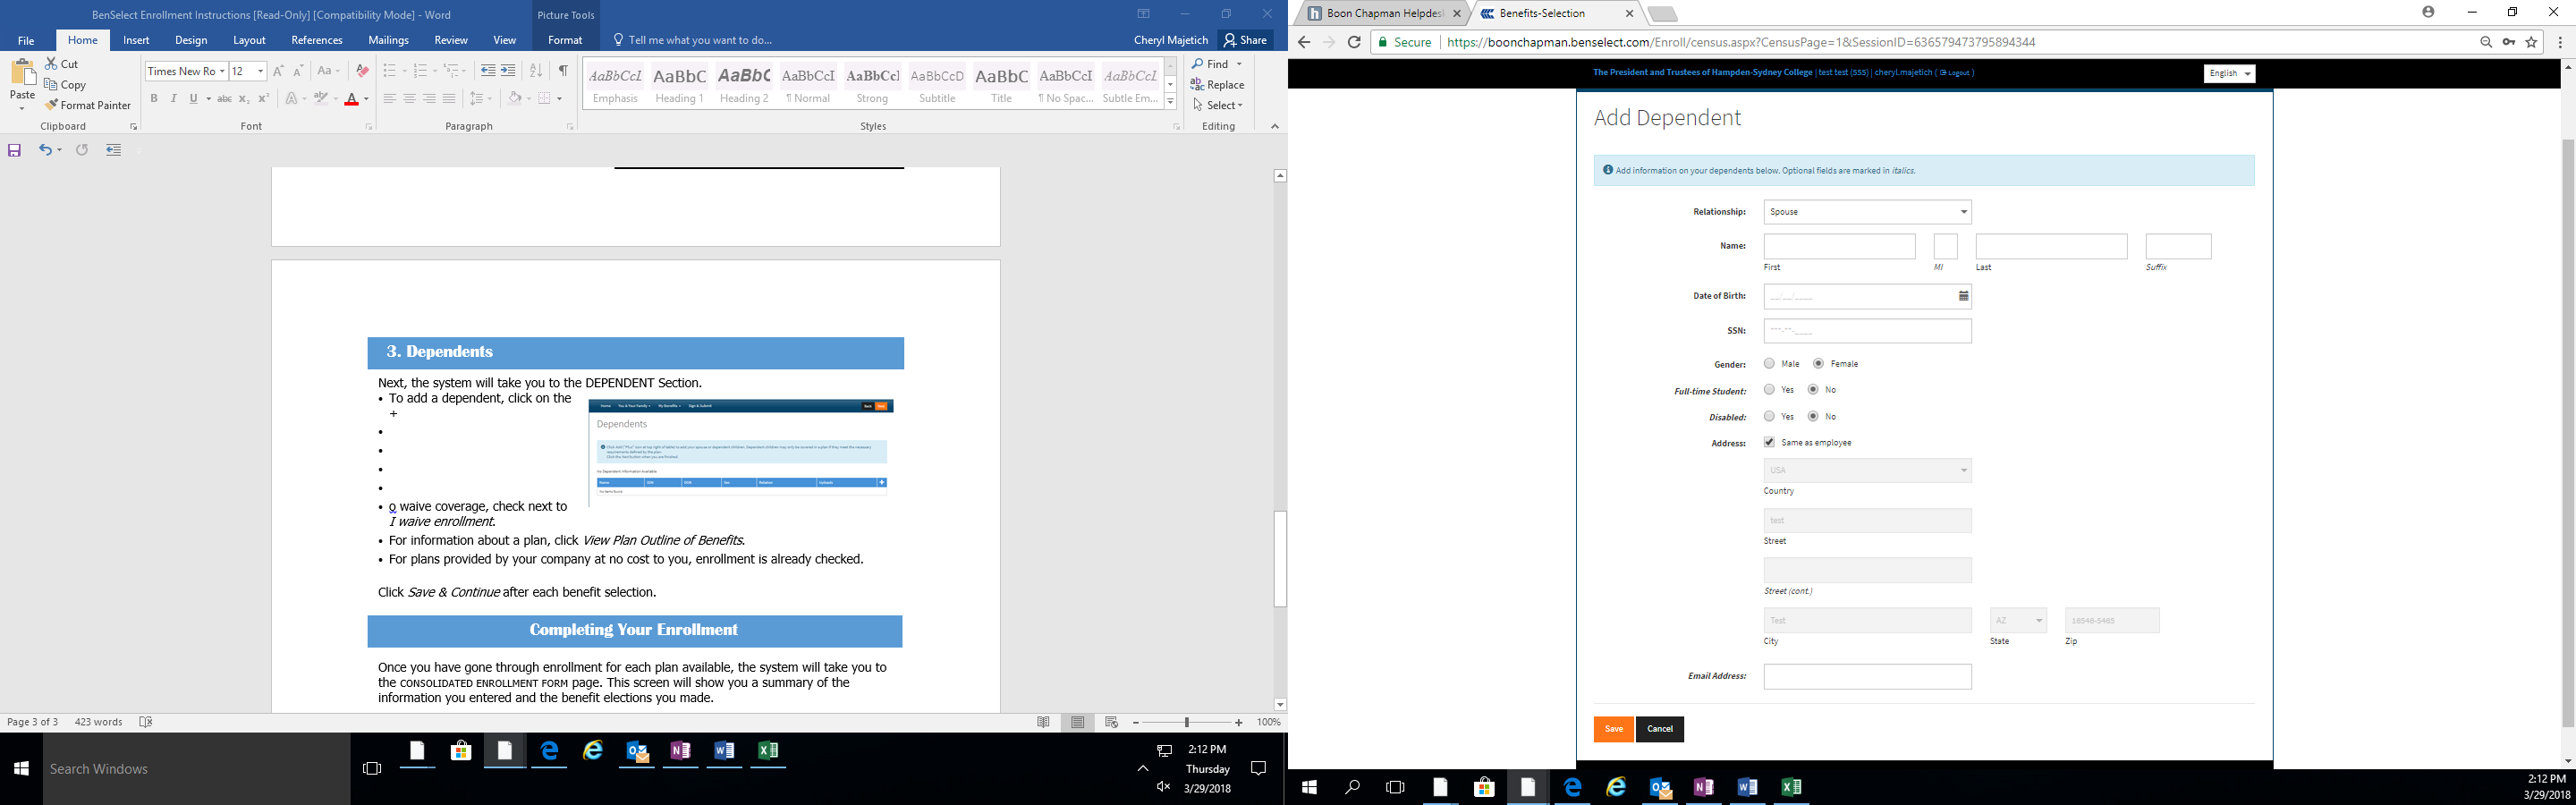 BenSelect Enrollment Instructions [Read-Only] [Compatibility Mode] - Word
Picture Tools
File
Home
Insert
Design
Layout
References
Mailings
Review
View
Format
Tell me what you want to do...
Cheryl Majetich
Share
Paste
Cut
Copy
Format Painter
Clipboard
Times New Ro
12
Font
Paragraph
AaBbCcL
AaBbC
AaBbC
AaBbCcI
AaBbCcI
AaBbCcD
AaBbC
AaBbCcI
AaBbCcL
Emphasis
Heading 1
Heading 2
¶ Normal
Strong
Subtitle
Title
¶ No Spac...
Subtle Em...
Styles
Find
Replace
Select
Editing
3. Dependents
Next, the system will take you to the DEPENDENT Section.
• To add a dependent, click on the
+
•
•
•
•
• o waive coverage, check next to
I waive enrollment.
• For information about a plan, click View Plan Outline of Benefits.
• For plans provided by your company at no cost to you, enrollment is already checked.
Click Save & Continue after each benefit selection.
Dependents
Completing Your Enrollment
Once you have gone through enrollment for each plan available, the system will take you to
the CONSOLIDATED ENROLLMENT FORM page. This screen will show you a summary of the
information you entered and the benefit elections you made.
Page 3 of 3
423 words
100%
Search Windows
2:12 PM
Thursday
3/29/2018
Boon Chapman Helpdes
Benefits-Selection
Secure
https://boonchapman.benselect.com/Enroll/census.aspx?CensusPage=1&SessionID=636579473795894344
The President and Trustees of Hampden-Sydney College | test test (555) | cheryl.majetich ( Logout )
English
Add Dependent
Add information on your dependents below. Optional fields are marked in italics.
Relationship:
Spouse
Name:
First
MI
Last
Suffix
Date of Birth:
__/__/____
SSN:
___-__-____
Gender:
Male
Female
Full-time Student:
Yes
No
Disabled:
Yes
No
Address:
Same as employee
USA
Country
test
Street
Street (cont.)
Test
AZ
16546-5465
City
State
Zip
Email Address:
Save
Cancel
2:12 PM
3/29/2018